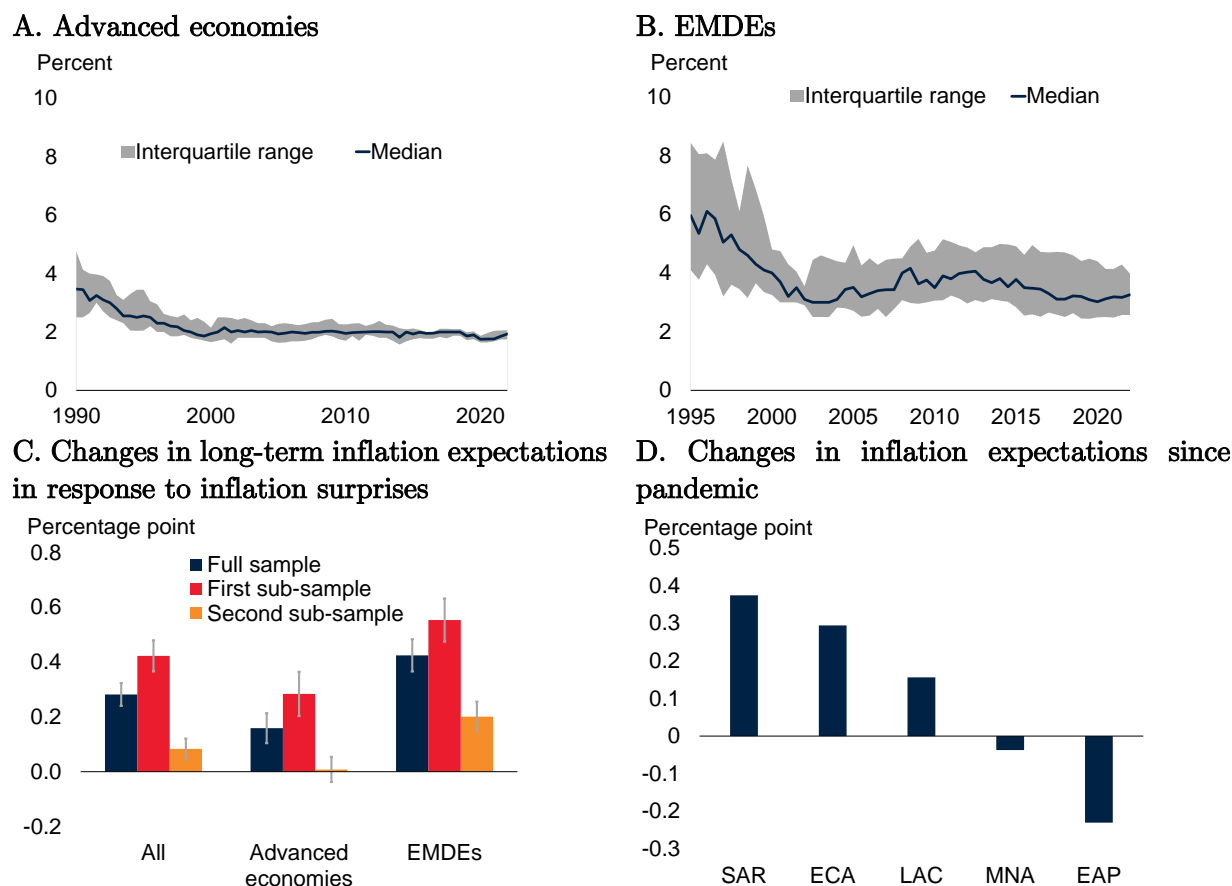 A. Advanced economies
Percent
10
8
6
4
2
0
Interquartile range
Median
1990
2000
2010
2020
B. EMDEs
Percent
10
8
6
4
2
0
Interquartile range
Median
1995
2000
2005
2010
2015
2020
C. Changes in long-term inflation expectations
in response to inflation surprises
Percentage point
0.8
0.6
0.4
0.2
0.0
-0.2
Full sample
First sub-sample
Second sub-sample
All
Advanced
economies
EMDEs
D. Changes in inflation expectations since
pandemic
Percentage point
0.5
0.4
0.3
0.2
0.1
0
-0.1
-0.2
-0.3
SAR
ECA
LAC
MNA
EAP